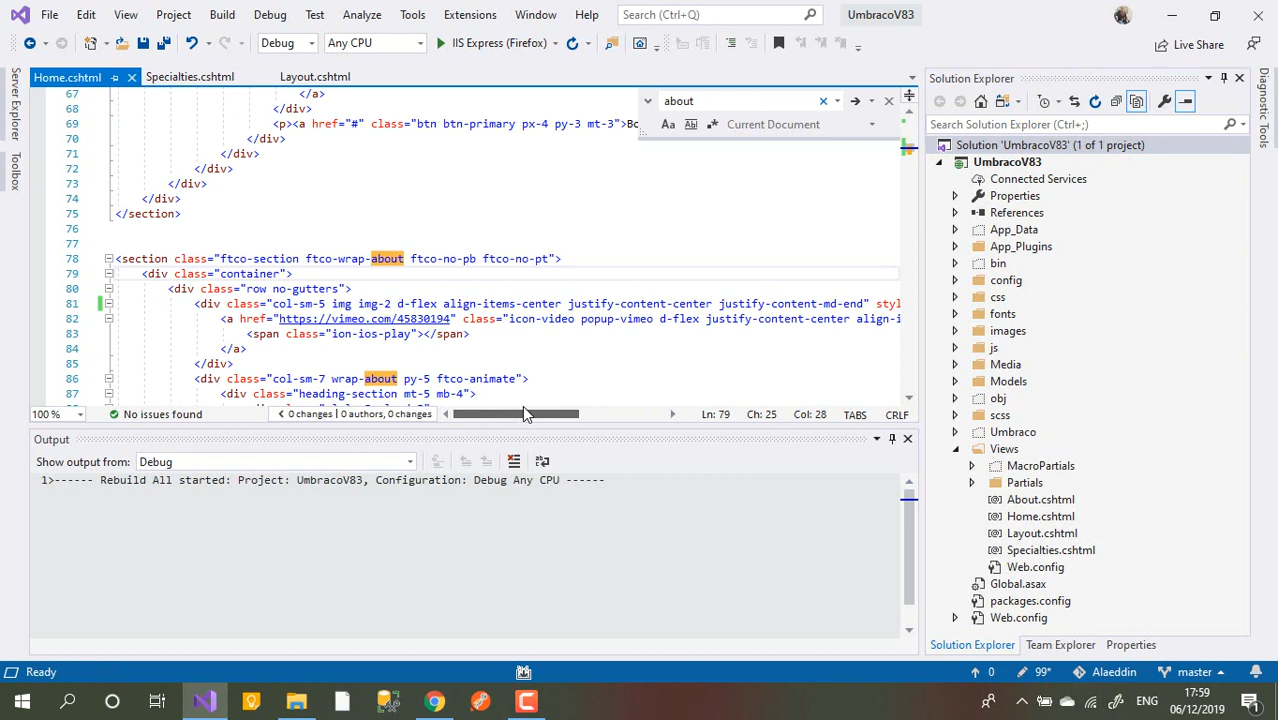 File Edit View Project Build Debug Test Analyze Tools Extensions Window Help Search (Ctrl+Q) UmbracoV83
Debug Any CPU IIS Express (Firefox) Live Share
Server Explorer
Toolbox
Home.cshtml Specialties.cshtml Layout.cshtml
about
Aa Current Document
67 </a>
68 </div>
69 <p><a href="#" class="btn btn-primary px-4 py-3 mt-3">
70 </div>
71 </div>
72 </div>
73 </div>
74 </div>
75 </section>
76
77
78 <section class="ftco-section ftco-wrap-about ftco-no-pb ftco-no-pt">
79 <div class="container">
80 <div class="row no-gutters">
81 <div class="col-sm-5 img img-2 d-flex align-items-center justify-content-center justify-content-md-end" styl
82 <a href="https://vimeo.com/45830194" class="icon-video popup-vimeo d-flex justify-content-center align-i
83 <span class="ion-ios-play"></span>
84 </a>
85 </div>
86 <div class="col-sm-7 wrap-about py-5 ftco-animate">
87 <div class="heading-section mt-5 mb-4">
100 % No issues found 0 changes | 0 authors, 0 changes Ln: 79 Ch: 25 Col: 28 TABS CRLF
Output
Show output from: Debug
1>------ Rebuild All started: Project: UmbracoV83, Configuration: Debug Any CPU ------
Solution Explorer
Search Solution Explorer (Ctrl+;)
Solution 'UmbracoV83' (1 of 1 project)
UmbracoV83
Connected Services
Properties
References
App_Data
App_Plugins
bin
config
css
fonts
images
js
Media
Models
obj
scss
Umbraco
Views
MacroPartials
Partials
About.cshtml
Home.cshtml
Layout.cshtml
Specialties.cshtml
Web.config
Global.asax
packages.config
Web.config
Solution Explorer Team Explorer Properties
Diagnostic Tools
Ready 0 99* Alaeddin master
ENG 17:59
06/12/2019